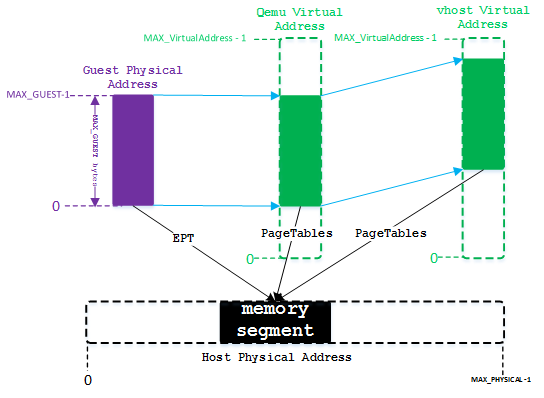 Qemu Virtual
Address
vhost Virtual
Address
MAX_VirtualAddress - 1
MAX_VirtualAddress - 1
Guest Physical
Address
MAX_GUEST-1
MAX_GUEST bytes
0
EPT
PageTables
PageTables
0
0
memory
segment
Host Physical Address
0
MAX_PHYSICAL-1